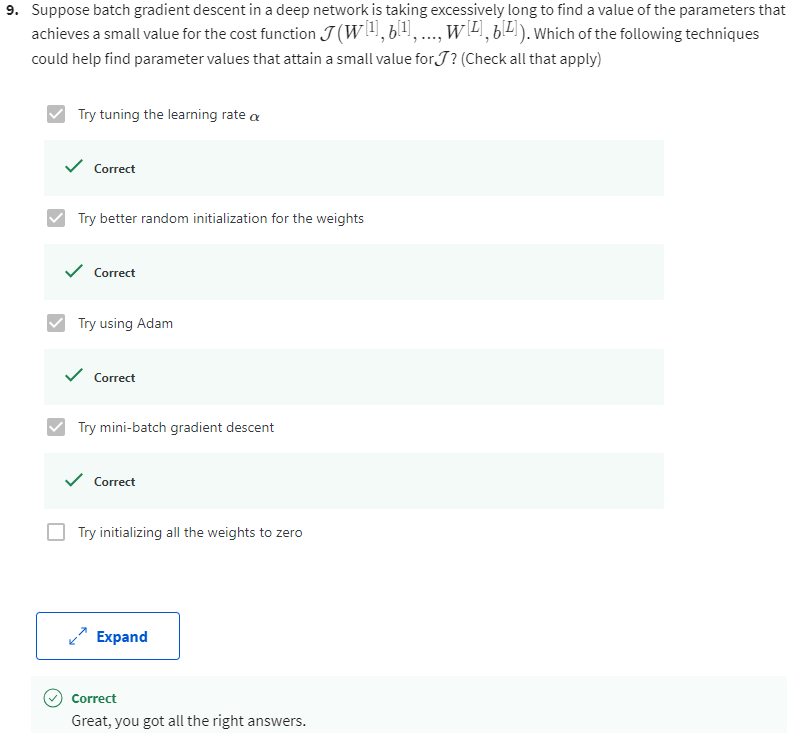 9. Suppose batch gradient descent in a deep network is taking excessively long to find a value of the parameters that
achieves a small value for the cost function 𝒥(W^[1], b^[1], ..., W^[L], b^[L]). Which of the following techniques
could help find parameter values that attain a small value for𝒥? (Check all that apply)
Try tuning the learning rate α
Correct
Try better random initialization for the weights
Correct
Try using Adam
Correct
Try mini-batch gradient descent
Correct
Try initializing all the weights to zero
Expand
Correct
Great, you got all the right answers.